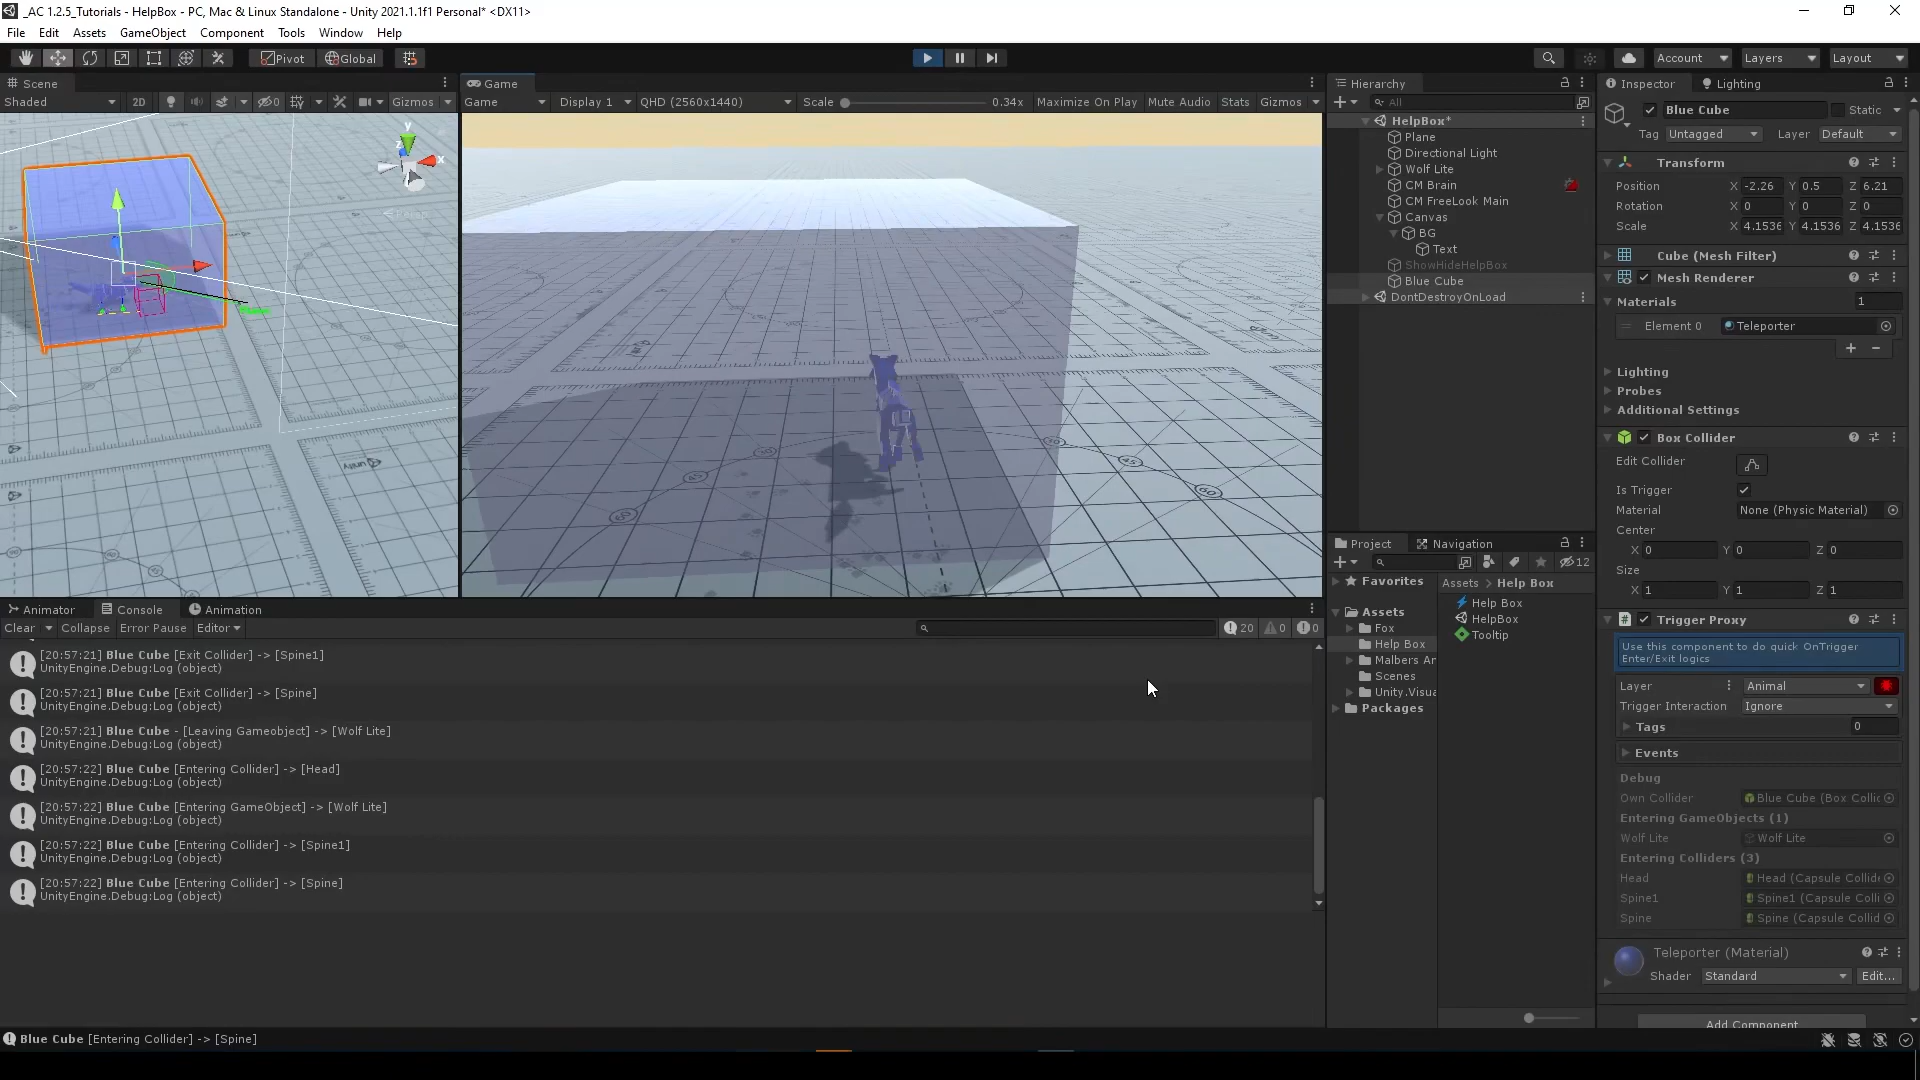 _AC 1.2.5_Tutorials - HelpBox - PC, Mac & Linux Standalone - Unity 2021.1.1f1 Personal* <DX11>
File Edit Assets GameObject Component Tools Window Help
Pivot Global Account Layers Layout
Scene
Shaded 2D Gizmos
y
z
x
Persp
Game
Game Display 1 QHD (2560x1440) Scale 0.34x Maximize On Play Mute Audio Stats Gizmos
60
45
45
60
Hierarchy
All
HelpBox*
Plane
Directional Light
Wolf Lite
CM Brain
CM FreeLook Main
Canvas
BG
Text
ShowHideHelpBox
Blue Cube
DontDestroyOnLoad
Project Navigation
12
Favorites
Assets
Fox
Help Box
Malbers Ar
Scenes
Unity.Visua
Packages
Assets > Help Box
Help Box
HelpBox
Tooltip
Inspector Lighting
Blue Cube Static
Tag Untagged Layer Default
Transform
Position X -2.26 Y 0.5 Z 6.21
Rotation X 0 Y 0 Z 0
Scale X 4.1536 Y 4.1536 Z 4.1536
Cube (Mesh Filter)
Mesh Renderer
Materials 1
Element 0 Teleporter
+ −
Lighting
Probes
Additional Settings
Box Collider
Edit Collider
Is Trigger
Material None (Physic Material)
Center
X 0 Y 0 Z 0
Size
X 1 Y 1 Z 1
Trigger Proxy
Use this component to do quick OnTrigger
Enter/Exit logics
Layer Animal
Trigger Interaction Ignore
Tags 0
Events
Debug
Own Collider Blue Cube (Box Collic
Entering GameObjects (1)
Wolf Lite Wolf Lite
Entering Colliders (3)
Head Head (Capsule Collide
Spine1 Spine1 (Capsule Colli
Spine Spine (Capsule Collid
Teleporter (Material)
Shader Standard Edit...
Add Component
Animator Console Animation
Clear Collapse Error Pause Editor 20 0 0
[20:57:21] Blue Cube [Exit Collider] -> [Spine1]
UnityEngine.Debug:Log (object)
[20:57:21] Blue Cube [Exit Collider] -> [Spine]
UnityEngine.Debug:Log (object)
[20:57:21] Blue Cube - [Leaving Gameobject] -> [Wolf Lite]
UnityEngine.Debug:Log (object)
[20:57:22] Blue Cube [Entering Collider] -> [Head]
UnityEngine.Debug:Log (object)
[20:57:22] Blue Cube [Entering GameObject] -> [Wolf Lite]
UnityEngine.Debug:Log (object)
[20:57:22] Blue Cube [Entering Collider] -> [Spine1]
UnityEngine.Debug:Log (object)
[20:57:22] Blue Cube [Entering Collider] -> [Spine]
UnityEngine.Debug:Log (object)
Blue Cube [Entering Collider] -> [Spine]